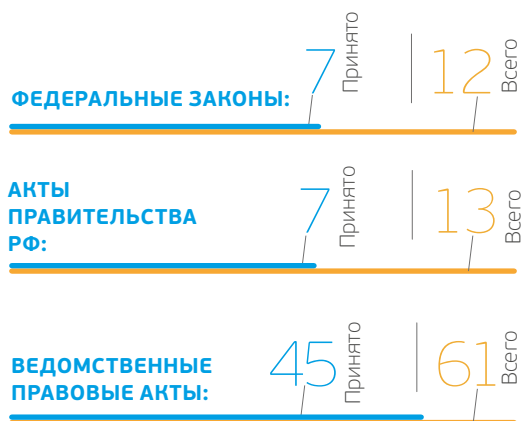 7 Принято 12 Всего
ФЕДЕРАЛЬНЫЕ ЗАКОНЫ:
АКТЫ
ПРАВИТЕЛЬСТВА
РФ:
7 Принято 13 Всего
ВЕДОМСТВЕННЫЕ
ПРАВОВЫЕ АКТЫ:
45 Принято 61 Всего